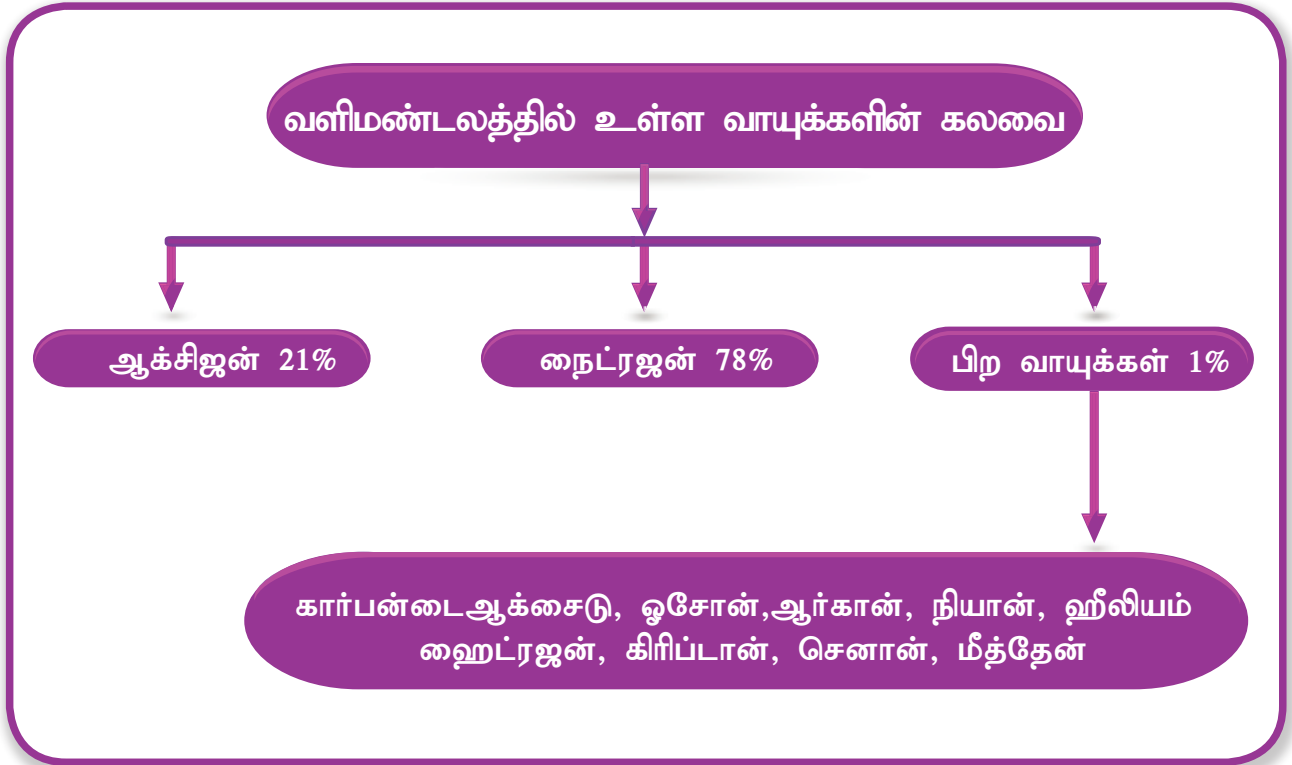 வளிமண்டலத்தில் உள்ள வாயுக்களின் கலவை
ஆக்சிஜன் 21%
நைட்ரஜன் 78%
பிற வாயுக்கள் 1%
கார்பன்டைஆக்சைடு, ஓசோன்,ஆர்கான், நியான், ஹீலியம்
ஹைட்ரஜன், கிரிப்டான், செனான், மீத்தேன்